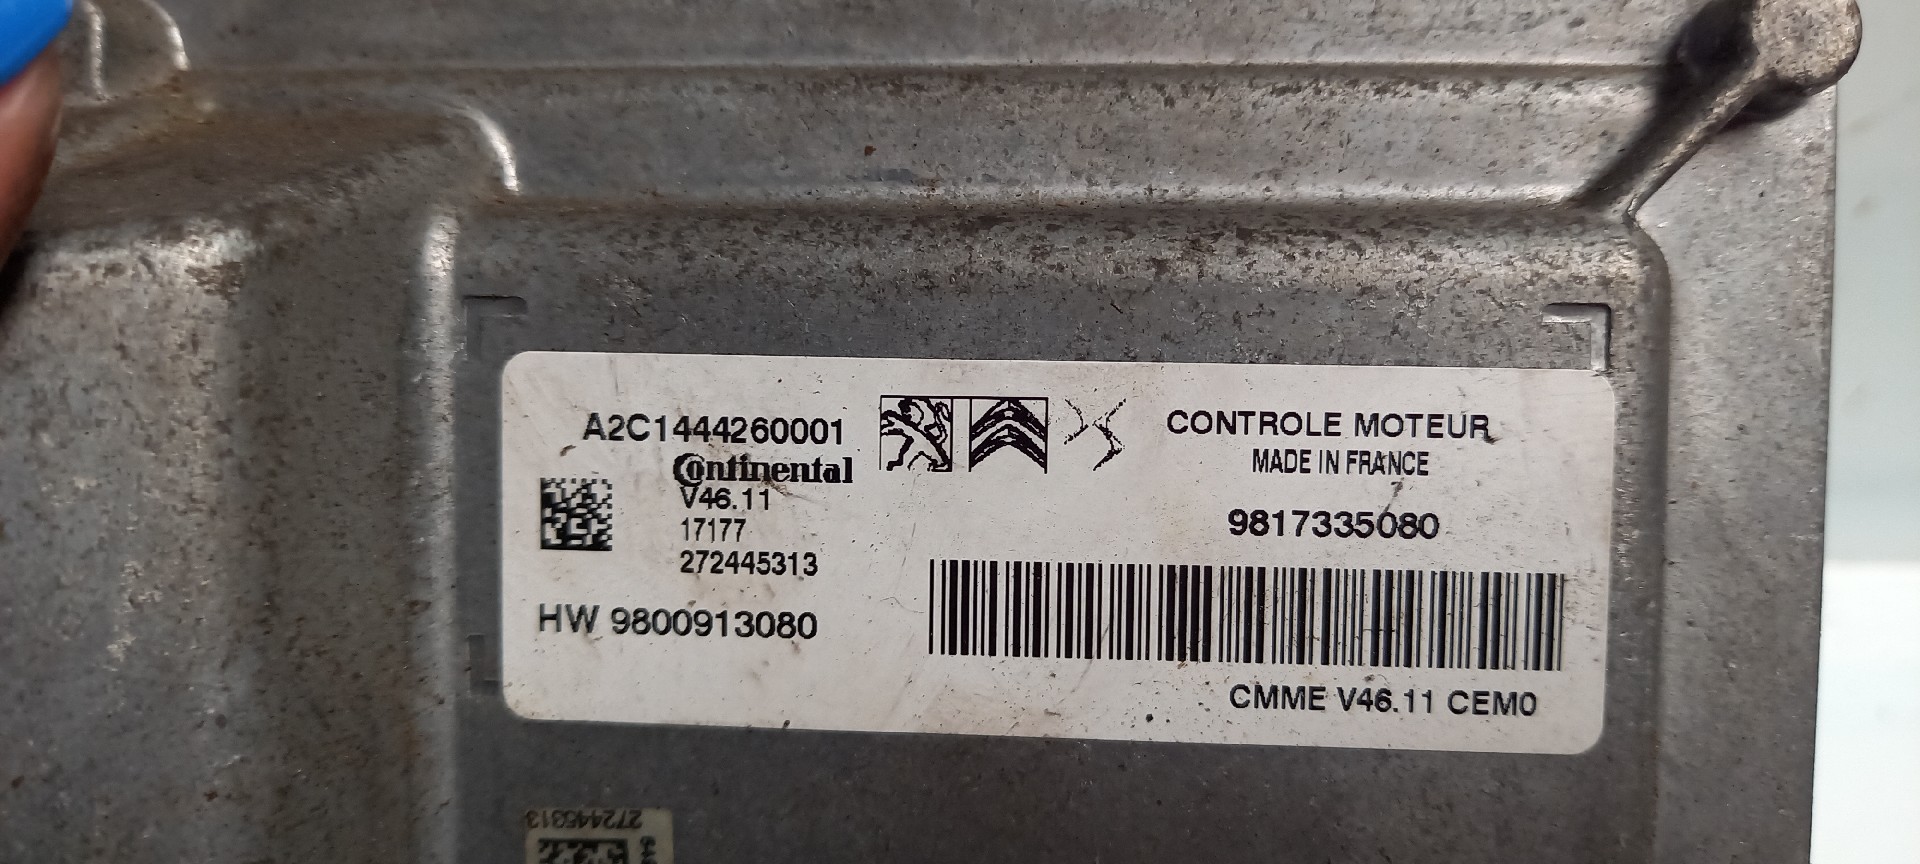 A2C1444260001
Continental
V46.11
17177
272445313
HW 9800913080
CONTROLE MOTEUR
MADE IN FRANCE
9817335080
CMME V46.11 CEM0
272445313